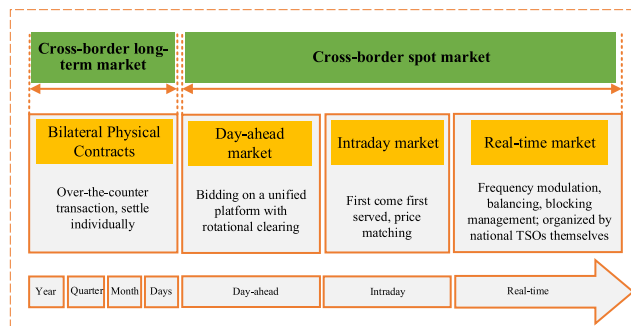 Cross-border long-
term market
Cross-border spot market
Bilateral Physical
Contracts
Over-the-counter
transaction, settle
individually
Day-ahead
market
Bidding on a unified
platform with
rotational clearing
Intraday market
First come first
served, price
matching
Real-time market
Frequency modulation,
balancing, blocking
management; organized by
national TSOs themselves
Year
Quarter
Month
Days
Day-ahead
Intraday
Real-time